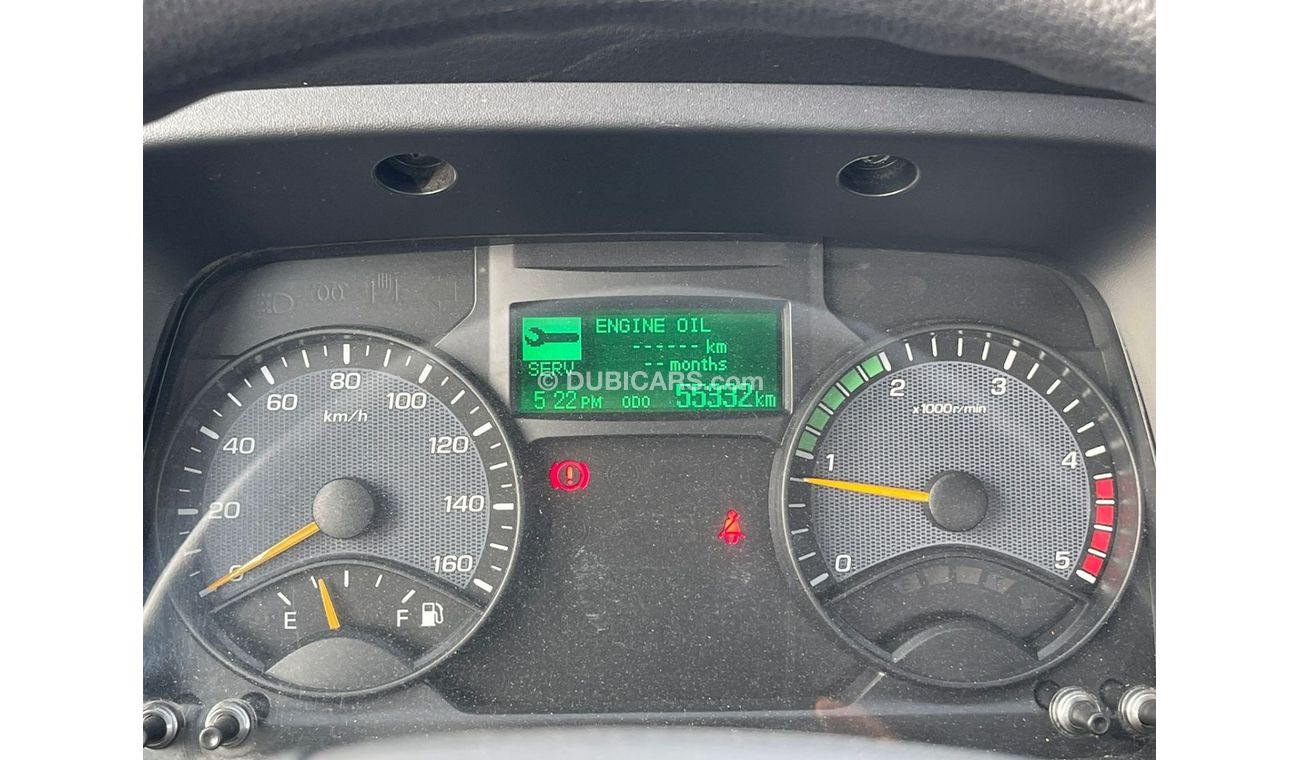 ENGINE OIL
------ km
-- months
SERV
© DUBICARS.com
5:22 PM ODO 55332 km
0 20 40 60 80 100 120 140 160
km/h
E F
0 1 2 3 4 5
x1000r/min